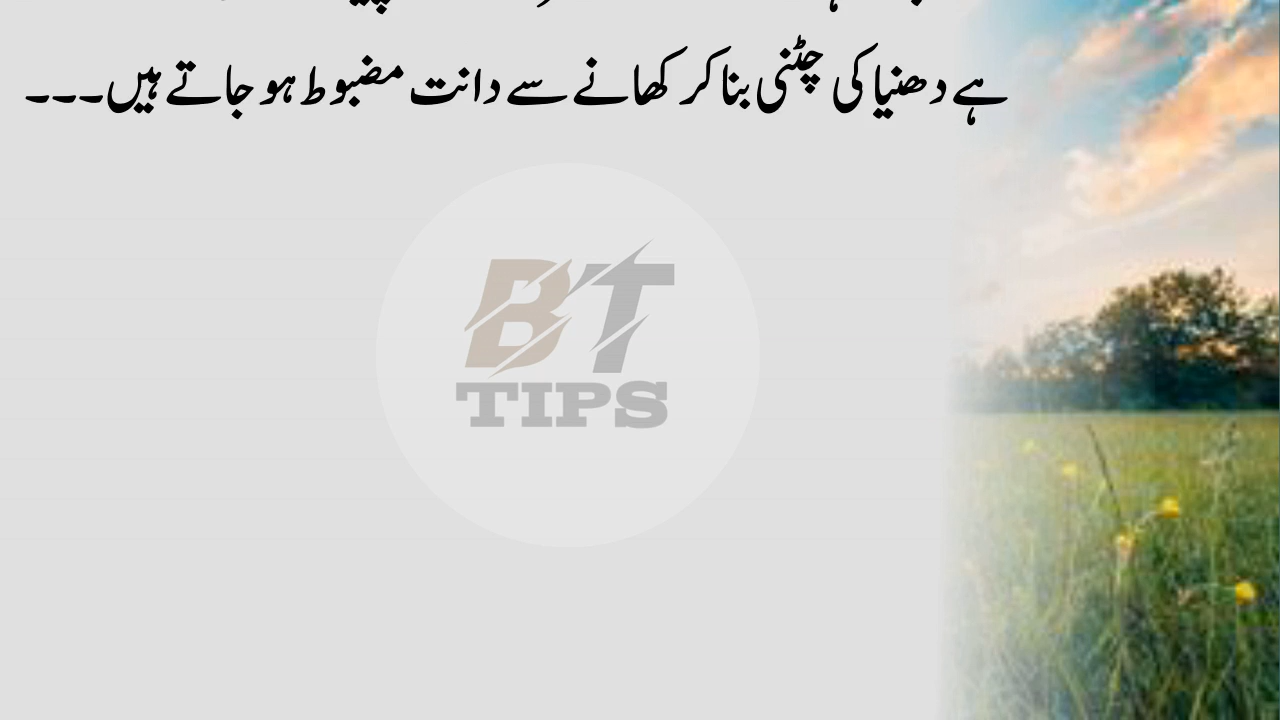 ہے دھنیا کی چٹنی بنا کر کھانے سے دانت مضبوط ہو جاتے ہیں۔۔۔
BT
TIPS